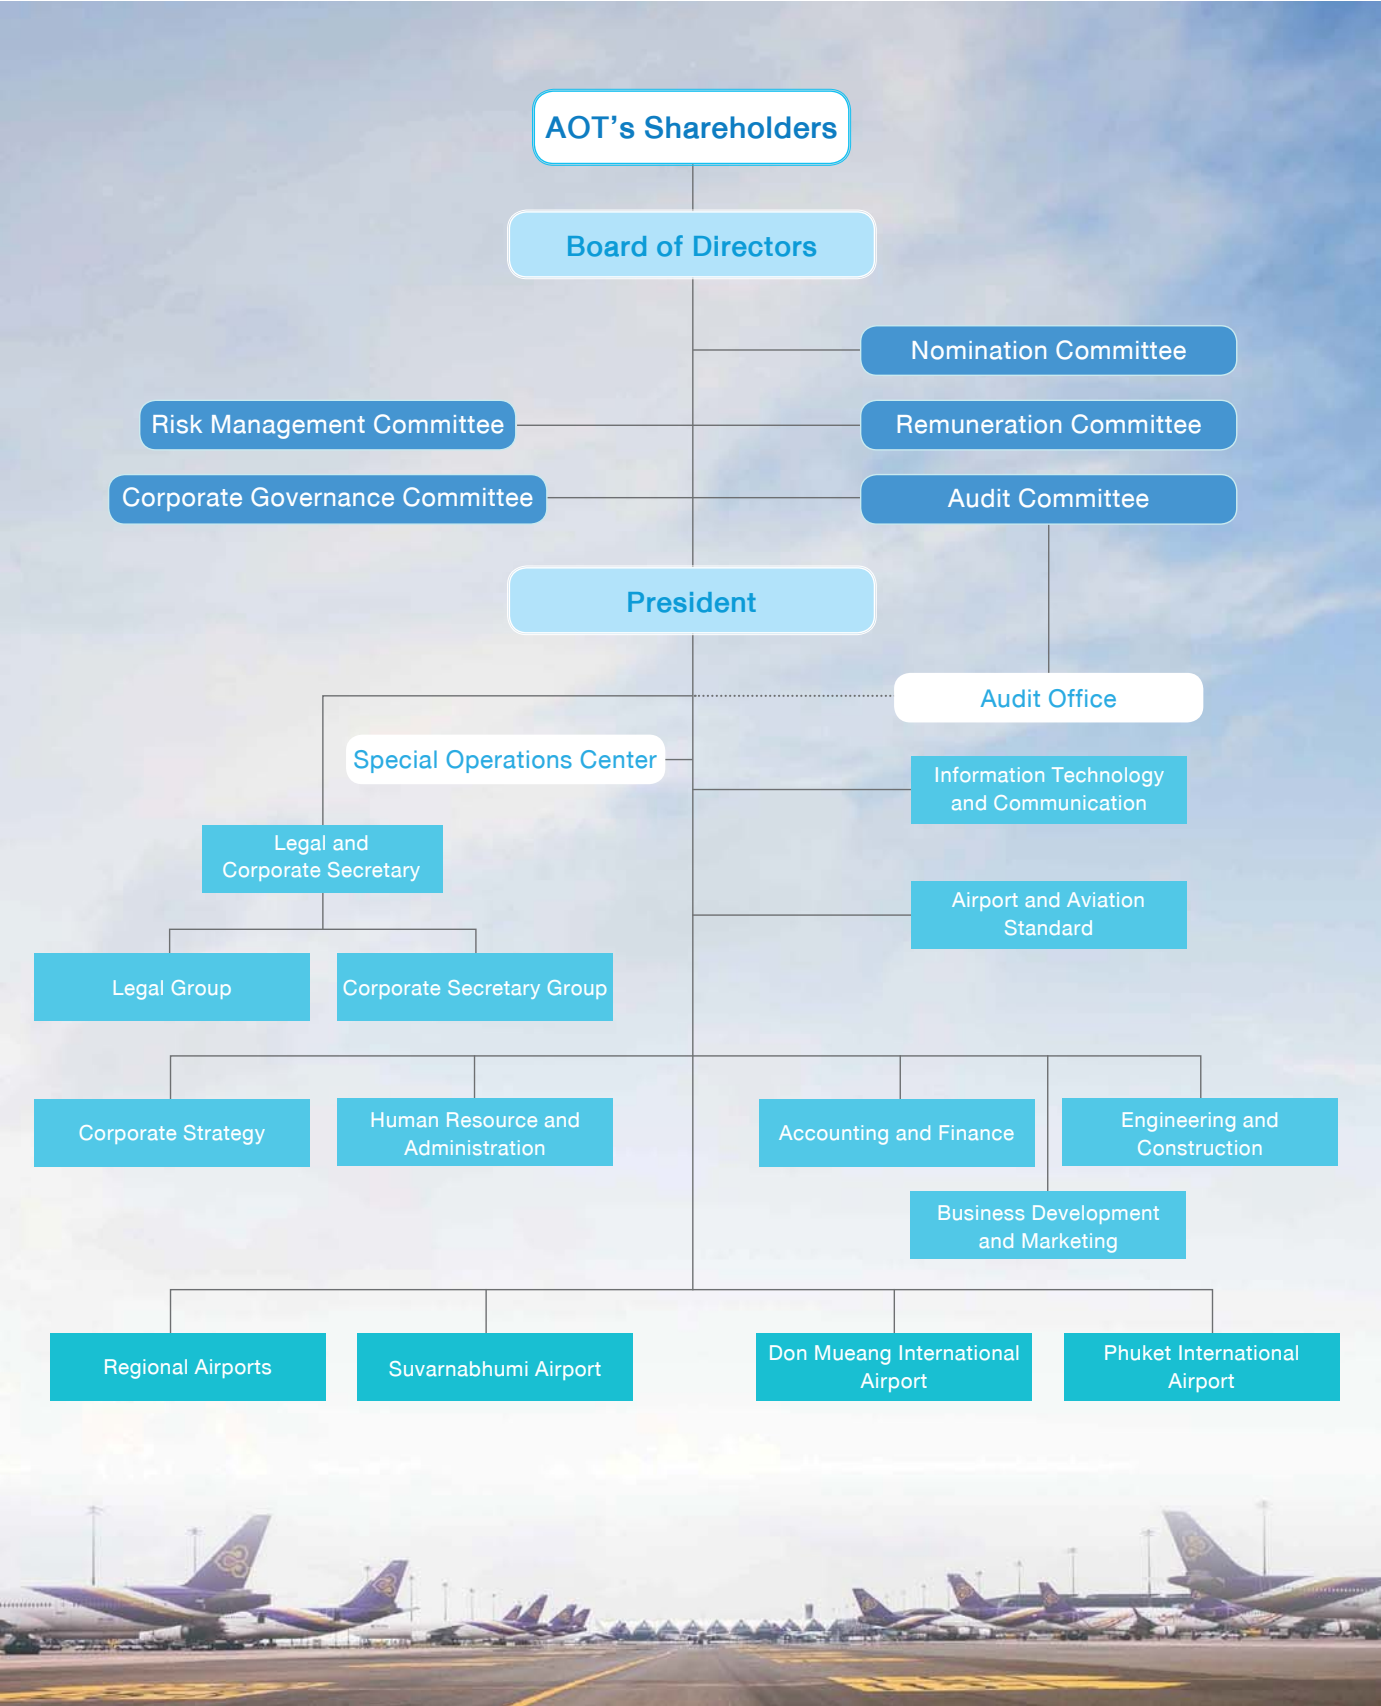 AOT’s Shareholders
Board of Directors
Nomination Committee
Risk Management Committee
Remuneration Committee
Corporate Governance Committee
Audit Committee
President
Audit Office
Special Operations Center
Information Technology
and Communication
Legal and
Corporate Secretary
Airport and Aviation
Standard
Legal Group
Corporate Secretary Group
Corporate Strategy
Human Resource and
Administration
Accounting and Finance
Engineering and
Construction
Business Development
and Marketing
Regional Airports
Suvarnabhumi Airport
Don Mueang International
Airport
Phuket International
Airport